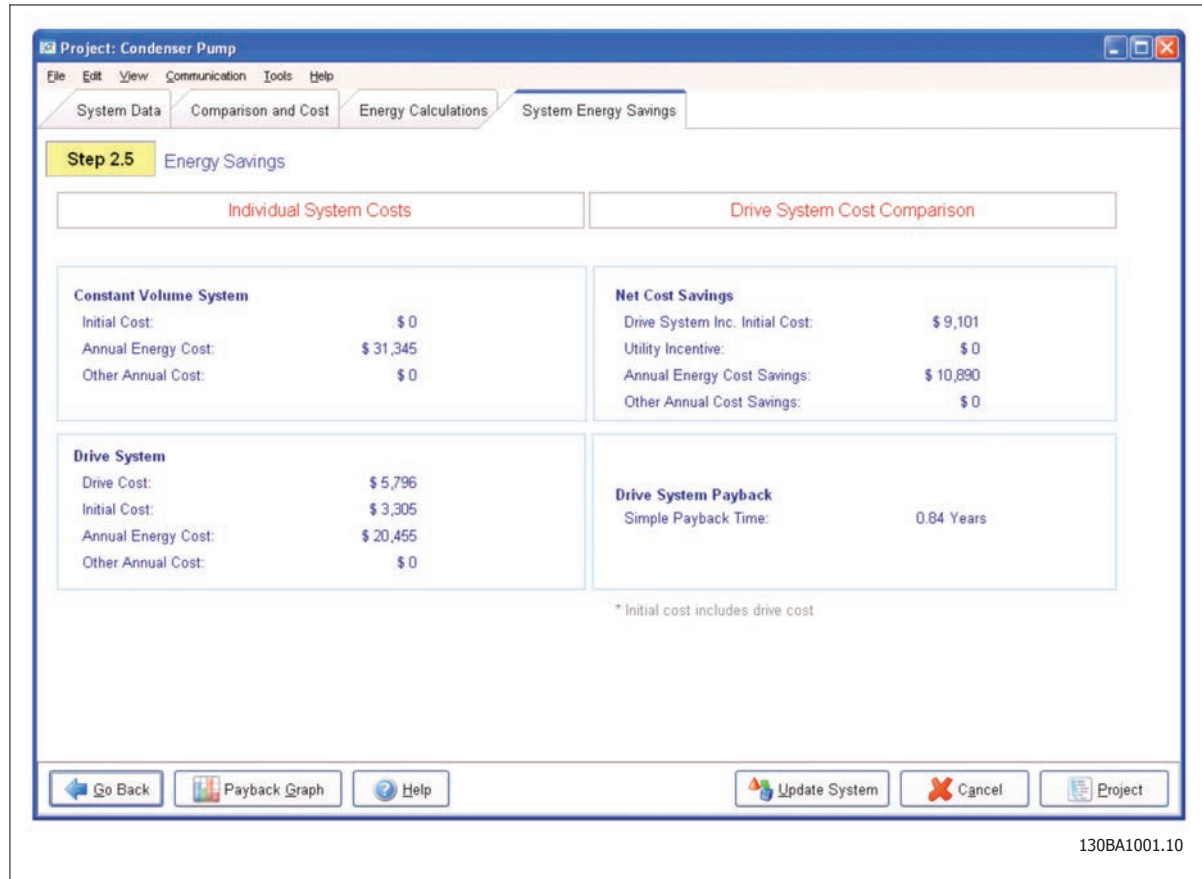 Project: Condenser Pump
File Edit View Communication Tools Help
System Data Comparison and Cost Energy Calculations System Energy Savings
Step 2.5 Energy Savings
Individual System Costs Drive System Cost Comparison
Constant Volume System
Initial Cost: $ 0
Annual Energy Cost: $ 31,345
Other Annual Cost: $ 0
Net Cost Savings
Drive System Inc. Initial Cost: $ 9,101
Utility Incentive: $ 0
Annual Energy Cost Savings: $ 10,890
Other Annual Cost Savings: $ 0
Drive System
Drive Cost: $ 5,796
Initial Cost: $ 3,305
Annual Energy Cost: $ 20,455
Other Annual Cost: $ 0
Drive System Payback
Simple Payback Time: 0.84 Years
* Initial cost includes drive cost
Go Back Payback Graph Help Update System Cancel Project
130BA1001.10